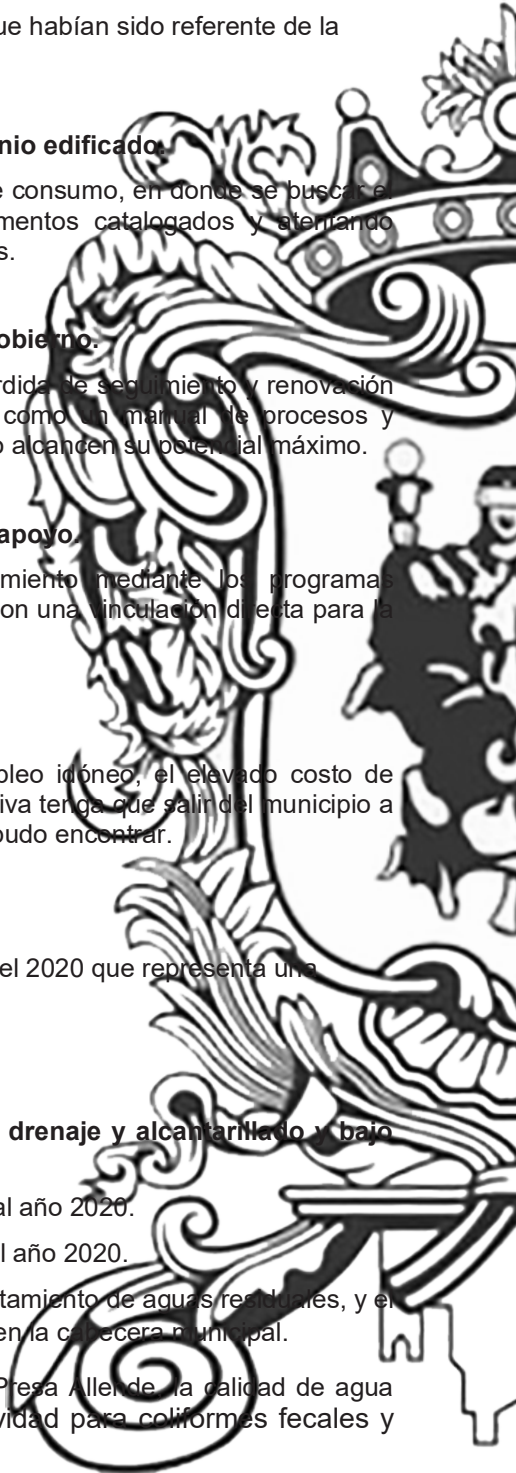 ue habían sido referente de la
nio edificado.
e consumo, en donde se buscar el
mentos catalogados y atentando
s.
obierno.
rdida de seguimiento y renovación
como un manual de procesos y
o alcancen su potencial máximo.
apoyo.
miento mediante los programas
on una vinculación directa para la
pleo idóneo, el elevado costo de
iva tenga que salir del municipio a
pudo encontrar.
el 2020 que representa una
drenaje y alcantarillado y bajo
al año 2020.
l año 2020.
tamiento de aguas residuales, y el
en la cabecera municipal.
Presa Allende, la calidad de agua
vidad para coliformes fecales y